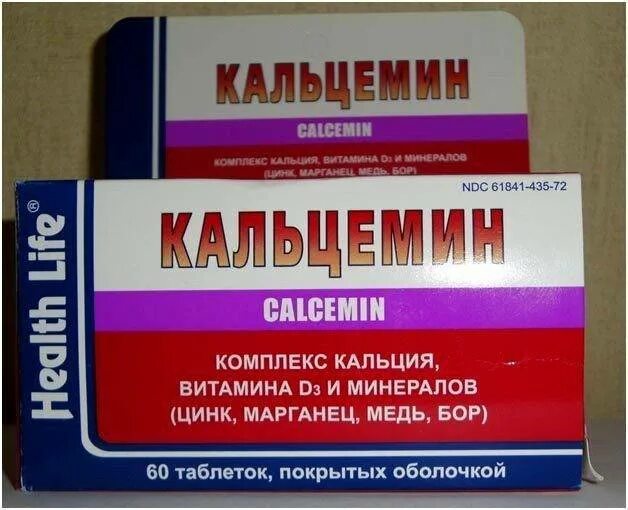 КАЛЬЦЕМИН
CALCEMIN
КОМПЛЕКС КАЛЬЦИЯ, ВИТАМИНА D3 И МИНЕРАЛОВ
(ЦИНК, МАРГАНЕЦ, МЕДЬ, БОР)
NDC 61841-435-72
Health Life®
КАЛЬЦЕМИН
CALCEMIN
КОМПЛЕКС КАЛЬЦИЯ,
ВИТАМИНА D3 И МИНЕРАЛОВ
(ЦИНК, МАРГАНЕЦ, МЕДЬ, БОР)
60 таблеток, покрытых оболочкой